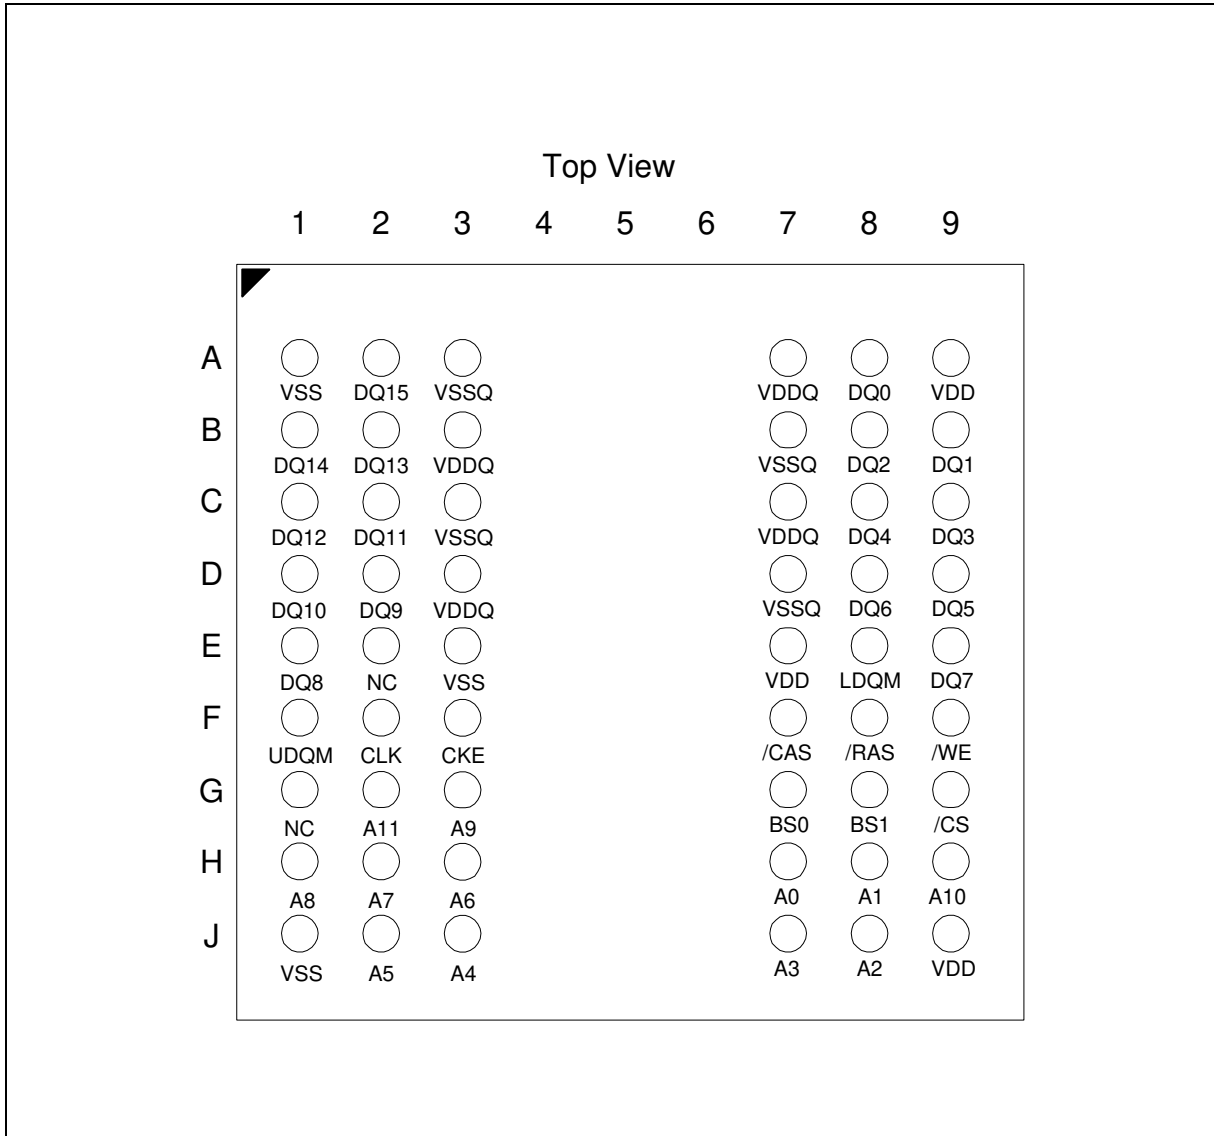 Top View
1 2 3 4 5 6 7 8 9
A
VSS DQ15 VSSQ VDDQ DQ0 VDD
B
DQ14 DQ13 VDDQ VSSQ DQ2 DQ1
C
DQ12 DQ11 VSSQ VDDQ DQ4 DQ3
D
DQ10 DQ9 VDDQ VSSQ DQ6 DQ5
E
DQ8 NC VSS VDD LDQM DQ7
F
UDQM CLK CKE /CAS /RAS /WE
G
NC A11 A9 BS0 BS1 /CS
H
A8 A7 A6 A0 A1 A10
J
VSS A5 A4 A3 A2 VDD